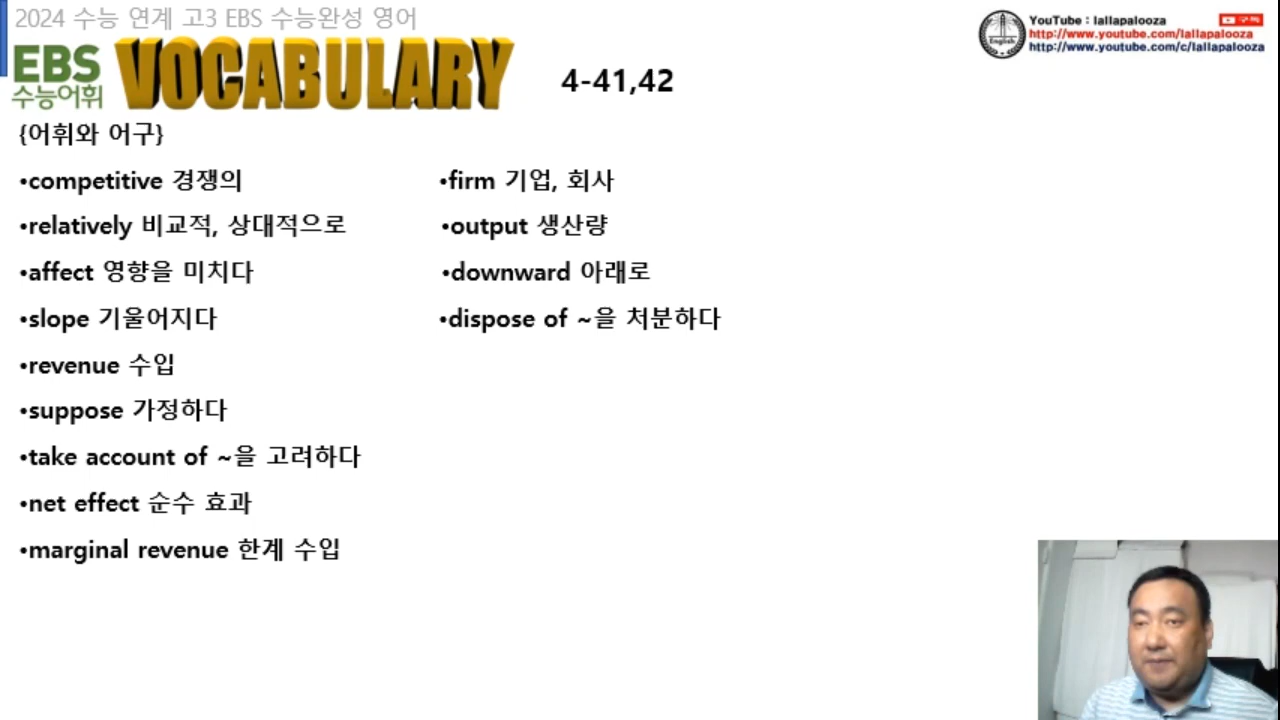 2024 수능 연계 고3 EBS 수능완성 영어
EBS
수능어휘
VOCABULARY
4-41,42
YouTube : lallapalooza
구독
http://www.youtube.com/lallapalooza
http://www.youtube.com/c/lallapalooza
English
{어휘와 어구}
•competitive 경쟁의
•relatively 비교적, 상대적으로
•affect 영향을 미치다
•slope 기울어지다
•revenue 수입
•suppose 가정하다
•take account of ~을 고려하다
•net effect 순수 효과
•marginal revenue 한계 수입
•firm 기업, 회사
•output 생산량
•downward 아래로
•dispose of ~을 처분하다